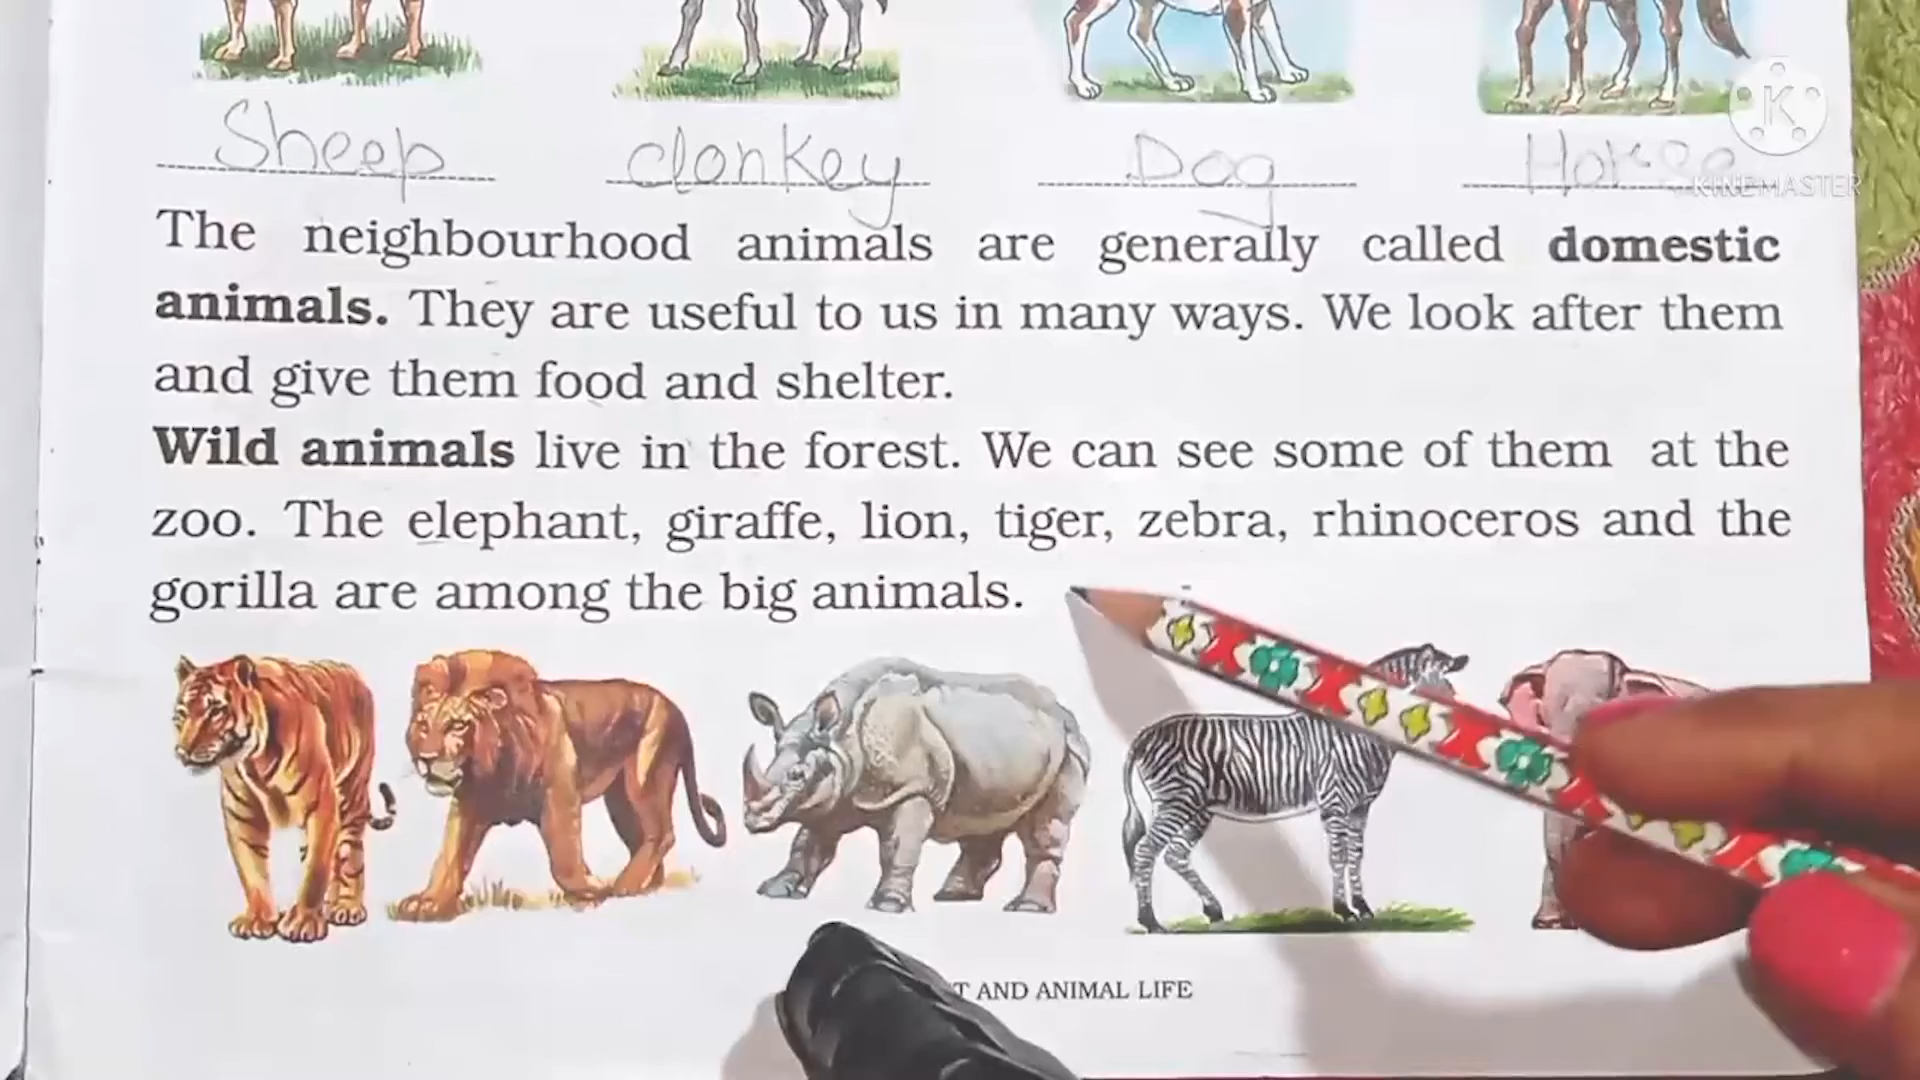 Sheep donkey Dog Horse
KINEMASTER
The neighbourhood animals are generally called domestic
animals. They are useful to us in many ways. We look after them
and give them food and shelter.
Wild animals live in the forest. We can see some of them at the
zoo. The elephant, giraffe, lion, tiger, zebra, rhinoceros and the
gorilla are among the big animals.
AND ANIMAL LIFE